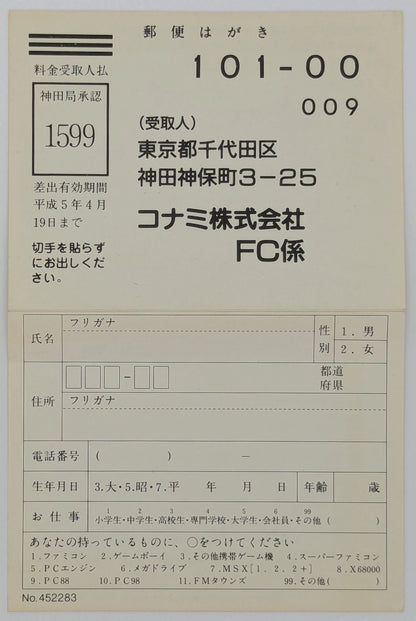 郵便はがき
料金受取人払
神田局承認
1599
差出有効期間
平成5年4月
19日まで
切手を貼らず
にお出しくだ
さい。
101-00
009
(受取人)
東京都千代田区
神田神保町3-25
コナミ株式会社
FC係
氏名 フリガナ 性別 1.男 2.女
住所 □□□-□□ 都道府県
フリガナ
電話番号 ( ) ―
生年月日 3.大・5.昭・7.平 年 月 日 年齢 歳
お仕事 1小学生・2中学生・3高校生・4専門学校・5大学生・6会社員・99その他( )
あなたの持っているものに、○をつけてください
1.ファミコン 2.ゲームボーイ 3.その他携帯ゲーム機 4.スーパーファミコン
5.PCエンジン 6.メガドライブ 7.MSX[1.2.2+] 8.X68000
9.PC88 10.PC98 11.FMタウンズ 99.その他( )
No.452283